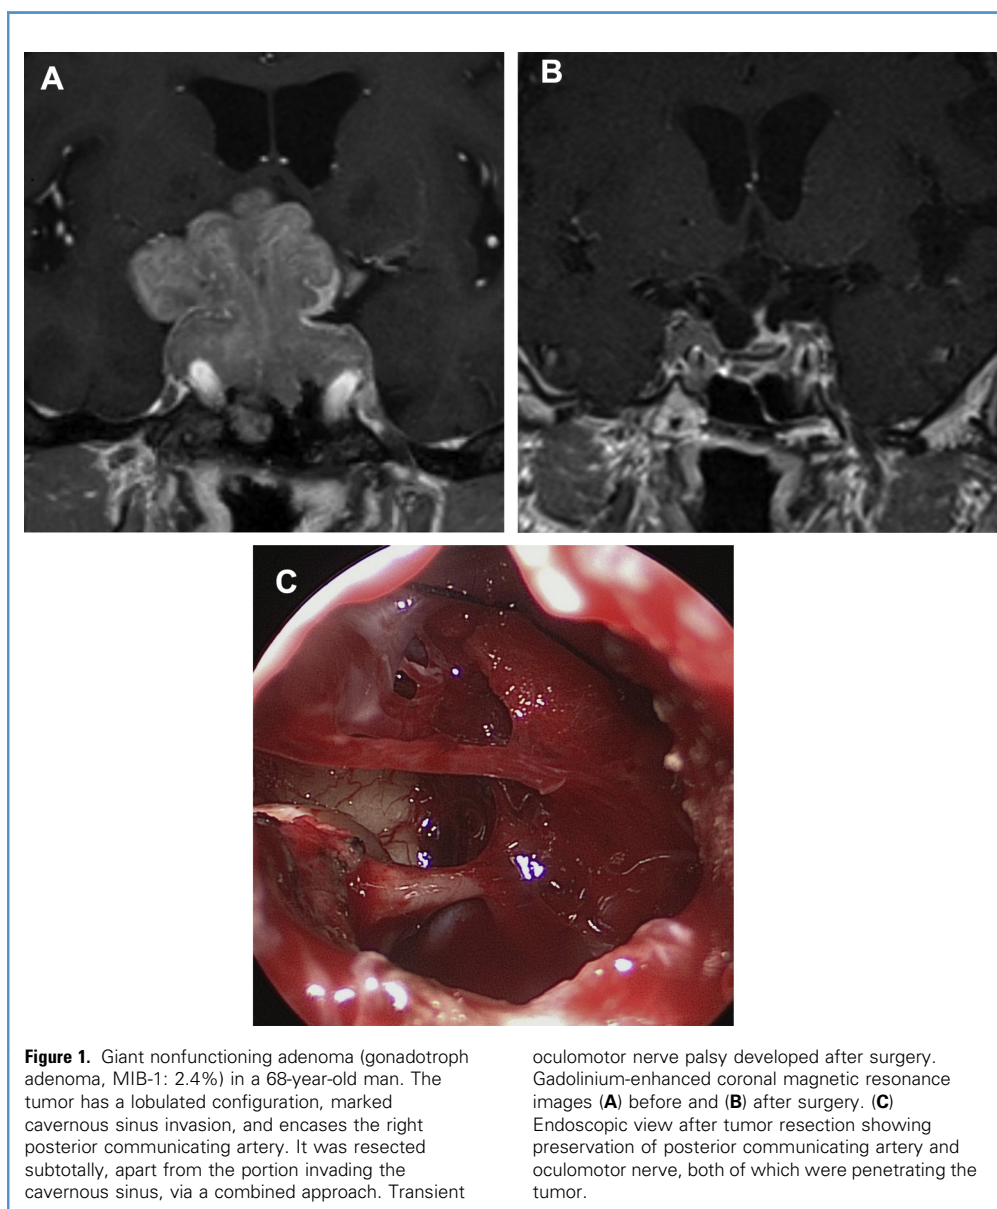 A
B
C
Figure 1. Giant nonfunctioning adenoma (gonadotroph
adenoma, MIB-1: 2.4%) in a 68-year-old man. The
tumor has a lobulated configuration, marked
cavernous sinus invasion, and encases the right
posterior communicating artery. It was resected
subtotally, apart from the portion invading the
cavernous sinus, via a combined approach. Transient
oculomotor nerve palsy developed after surgery.
Gadolinium-enhanced coronal magnetic resonance
images (A) before and (B) after surgery. (C)
Endoscopic view after tumor resection showing
preservation of posterior communicating artery and
oculomotor nerve, both of which were penetrating the
tumor.